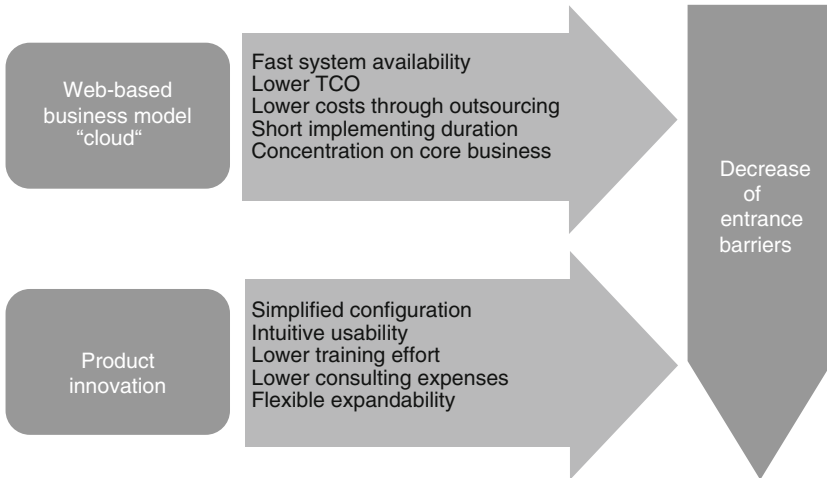 Web-based
business model
“cloud“
Fast system availability
Lower TCO
Lower costs through outsourcing
Short implementing duration
Concentration on core business
Product
innovation
Simplified configuration
Intuitive usability
Lower training effort
Lower consulting expenses
Flexible expandability
Decrease
of
entrance
barriers